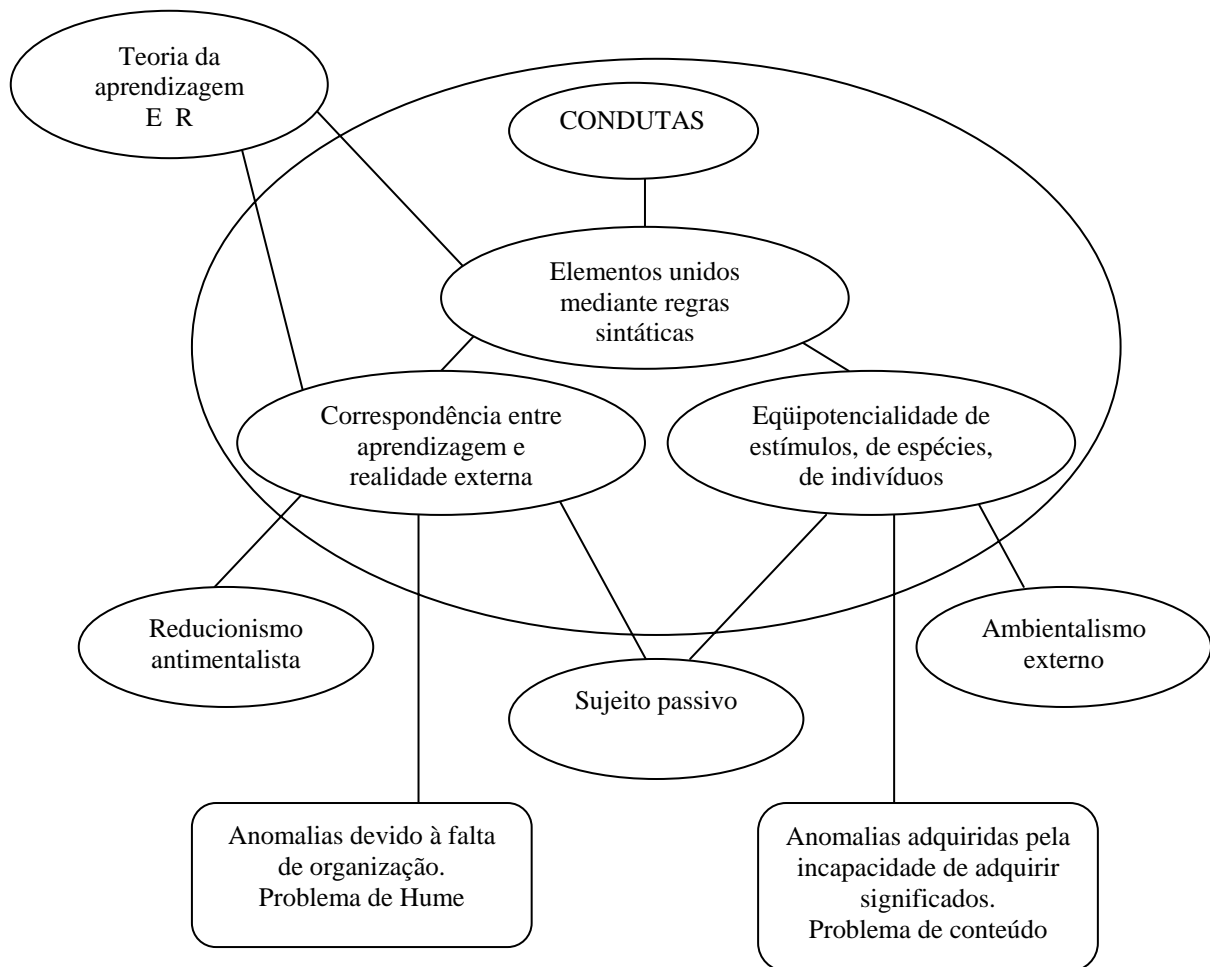 Teoria da
aprendizagem
E R
CONDUTAS
Elementos unidos
mediante regras
sintáticas
Correspondência entre
aprendizagem e
realidade externa
Eqüipotencialidade de
estímulos, de espécies,
de indivíduos
Reducionismo
antimentalista
Sujeito passivo
Ambientalismo
externo
Anomalias devido à falta
de organização.
Problema de Hume
Anomalias adquiridas pela
incapacidade de adquirir
significados.
Problema de conteúdo